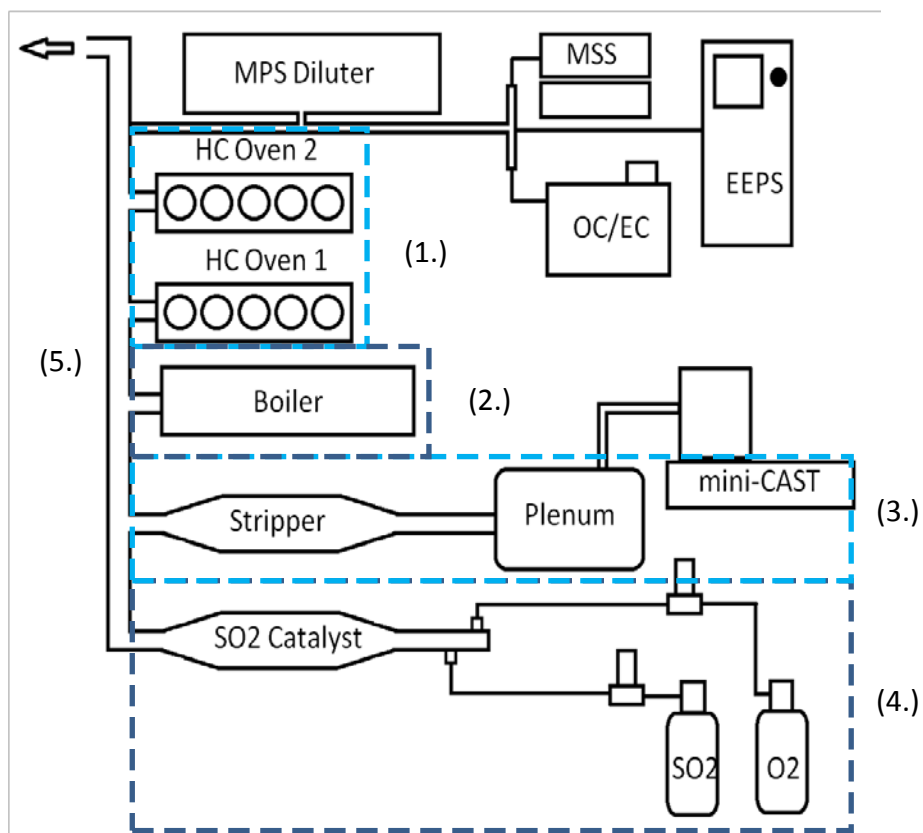 MPS Diluter
MSS
EEPS
HC Oven 2
OC/EC
(1.)
HC Oven 1
(5.)
Boiler
(2.)
mini-CAST
Stripper
Plenum
(3.)
SO2 Catalyst
(4.)
SO2
O2